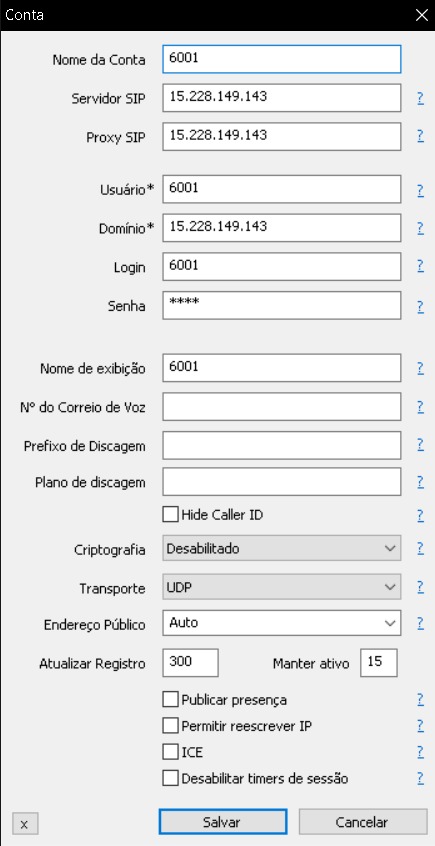 Conta
Nome da Conta 6001
Servidor SIP 15.228.149.143 ?
Proxy SIP 15.228.149.143 ?
Usuário* 6001 ?
Domínio* 15.228.149.143 ?
Login 6001 ?
Senha **** ?
Nome de exibição 6001 ?
Nº do Correio de Voz ?
Prefixo de Discagem ?
Plano de discagem ?
Hide Caller ID ?
Criptografia Desabilitado ?
Transporte UDP ?
Endereço Público Auto ?
Atualizar Registro 300 Manter ativo 15
Publicar presença ?
Permitir reescrever IP ?
ICE ?
Desabilitar timers de sessão ?
x Salvar Cancelar